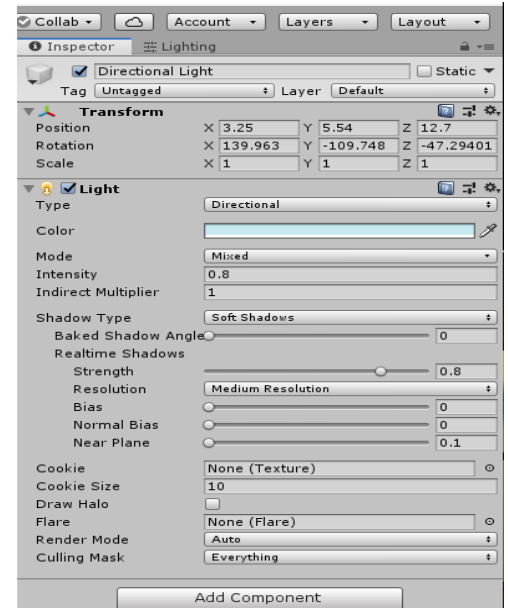 Collab Account Layers Layout
Inspector Lighting
Directional Light Static
Tag Untagged Layer Default
Transform
Position X 3.25 Y 5.54 Z 12.7
Rotation X 139.963 Y -109.748 Z -47.29401
Scale X 1 Y 1 Z 1
Light
Type Directional
Color
Mode Mixed
Intensity 0.8
Indirect Multiplier 1
Shadow Type Soft Shadows
Baked Shadow Angle 0
Realtime Shadows
Strength 0.8
Resolution Medium Resolution
Bias 0
Normal Bias 0
Near Plane 0.1
Cookie None (Texture)
Cookie Size 10
Draw Halo
Flare None (Flare)
Render Mode Auto
Culling Mask Everything
Add Component